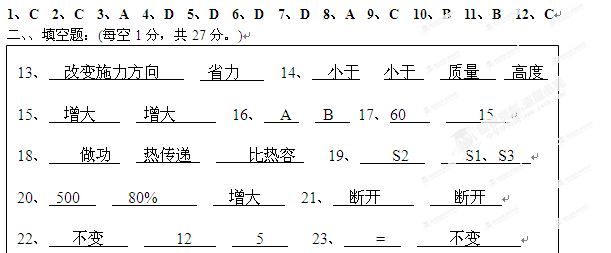 1、C 2、C 3、A 4、D 5、D 6、D 7、D 8、A 9、C 10、B 11、B 12、C
二、、填空题：(每空 1 分，共 27 分。)
13、 改变施力方向 省力 14、 小于 小于 质量 高度
15、 增大 增大 16、 A B 17、60 15
18、 做功 热传递 比热容 19、 S2 S1、S3
20、 500 80% 增大 21、 断开 断开
22、 不变 12 5 23、 = 不变